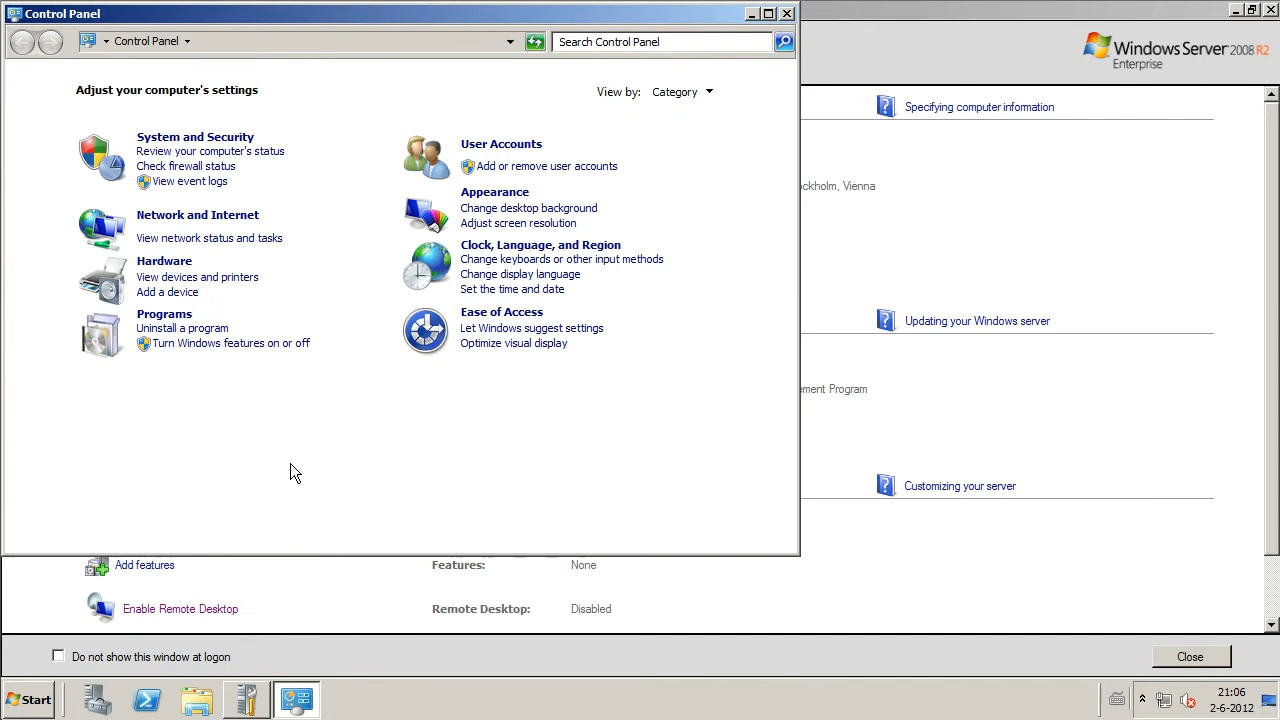 Control Panel
Control Panel
Search Control Panel
Windows Server 2008 R2
Enterprise
Adjust your computer's settings
View by: Category
System and Security
Review your computer's status
Check firewall status
View event logs
Network and Internet
View network status and tasks
Hardware
View devices and printers
Add a device
Programs
Uninstall a program
Turn Windows features on or off
User Accounts
Add or remove user accounts
Appearance
Change desktop background
Adjust screen resolution
Clock, Language, and Region
Change keyboards or other input methods
Change display language
Set the time and date
Ease of Access
Let Windows suggest settings
Optimize visual display
Specifying computer information
ockholm, Vienna
Updating your Windows server
ement Program
Customizing your server
Add features
Features: None
Enable Remote Desktop
Remote Desktop: Disabled
Do not show this window at logon
Close
Start
21:06
2-6-2012